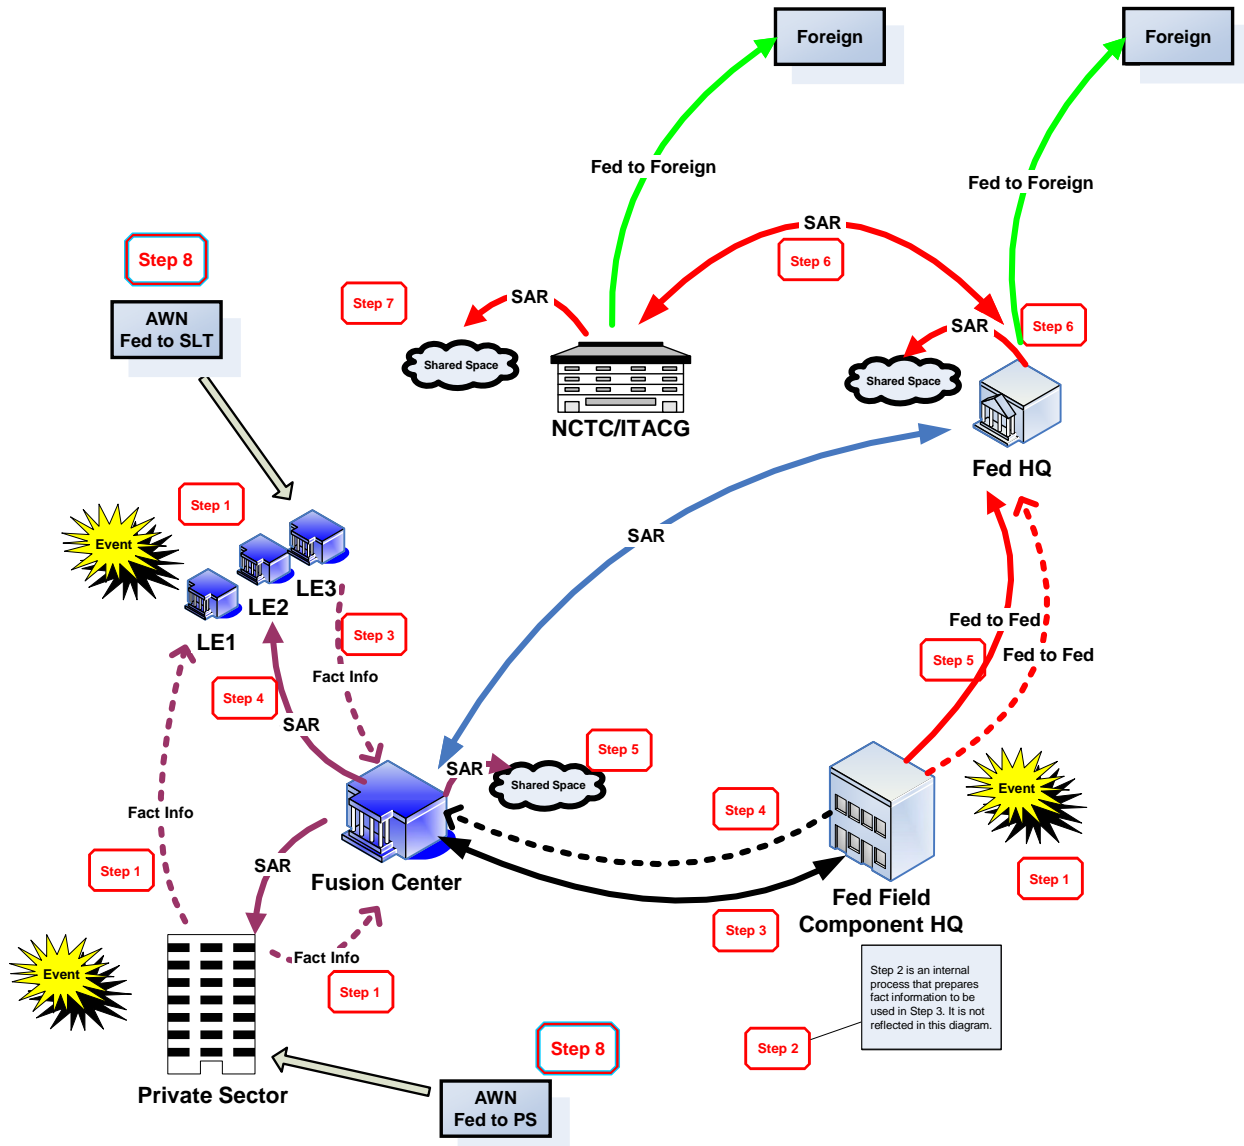 Foreign
Foreign
Fed to Foreign
Fed to Foreign
SAR
Step 8
Step 6
Step 7
SAR
SAR
Step 6
AWN
Fed to SLT
Shared Space
Shared Space
NCTC/ITACG
Fed HQ
Step 1
Event
SAR
LE3
LE2
LE1
Step 3
Fed to Fed
Step 5
Fed to Fed
Fact Info
Step 4
SAR
Step 5
SAR
Shared Space
Event
Fact Info
Step 4
Step 1
SAR
Fusion Center
Fed Field
Component HQ
Step 1
Step 3
Fact Info
Event
Step 1
Step 2 is an internal
process that prepares
fact information to be
used in Step 3. It is not
reflected in this diagram.
Step 8
Step 2
Private Sector
AWN
Fed to PS